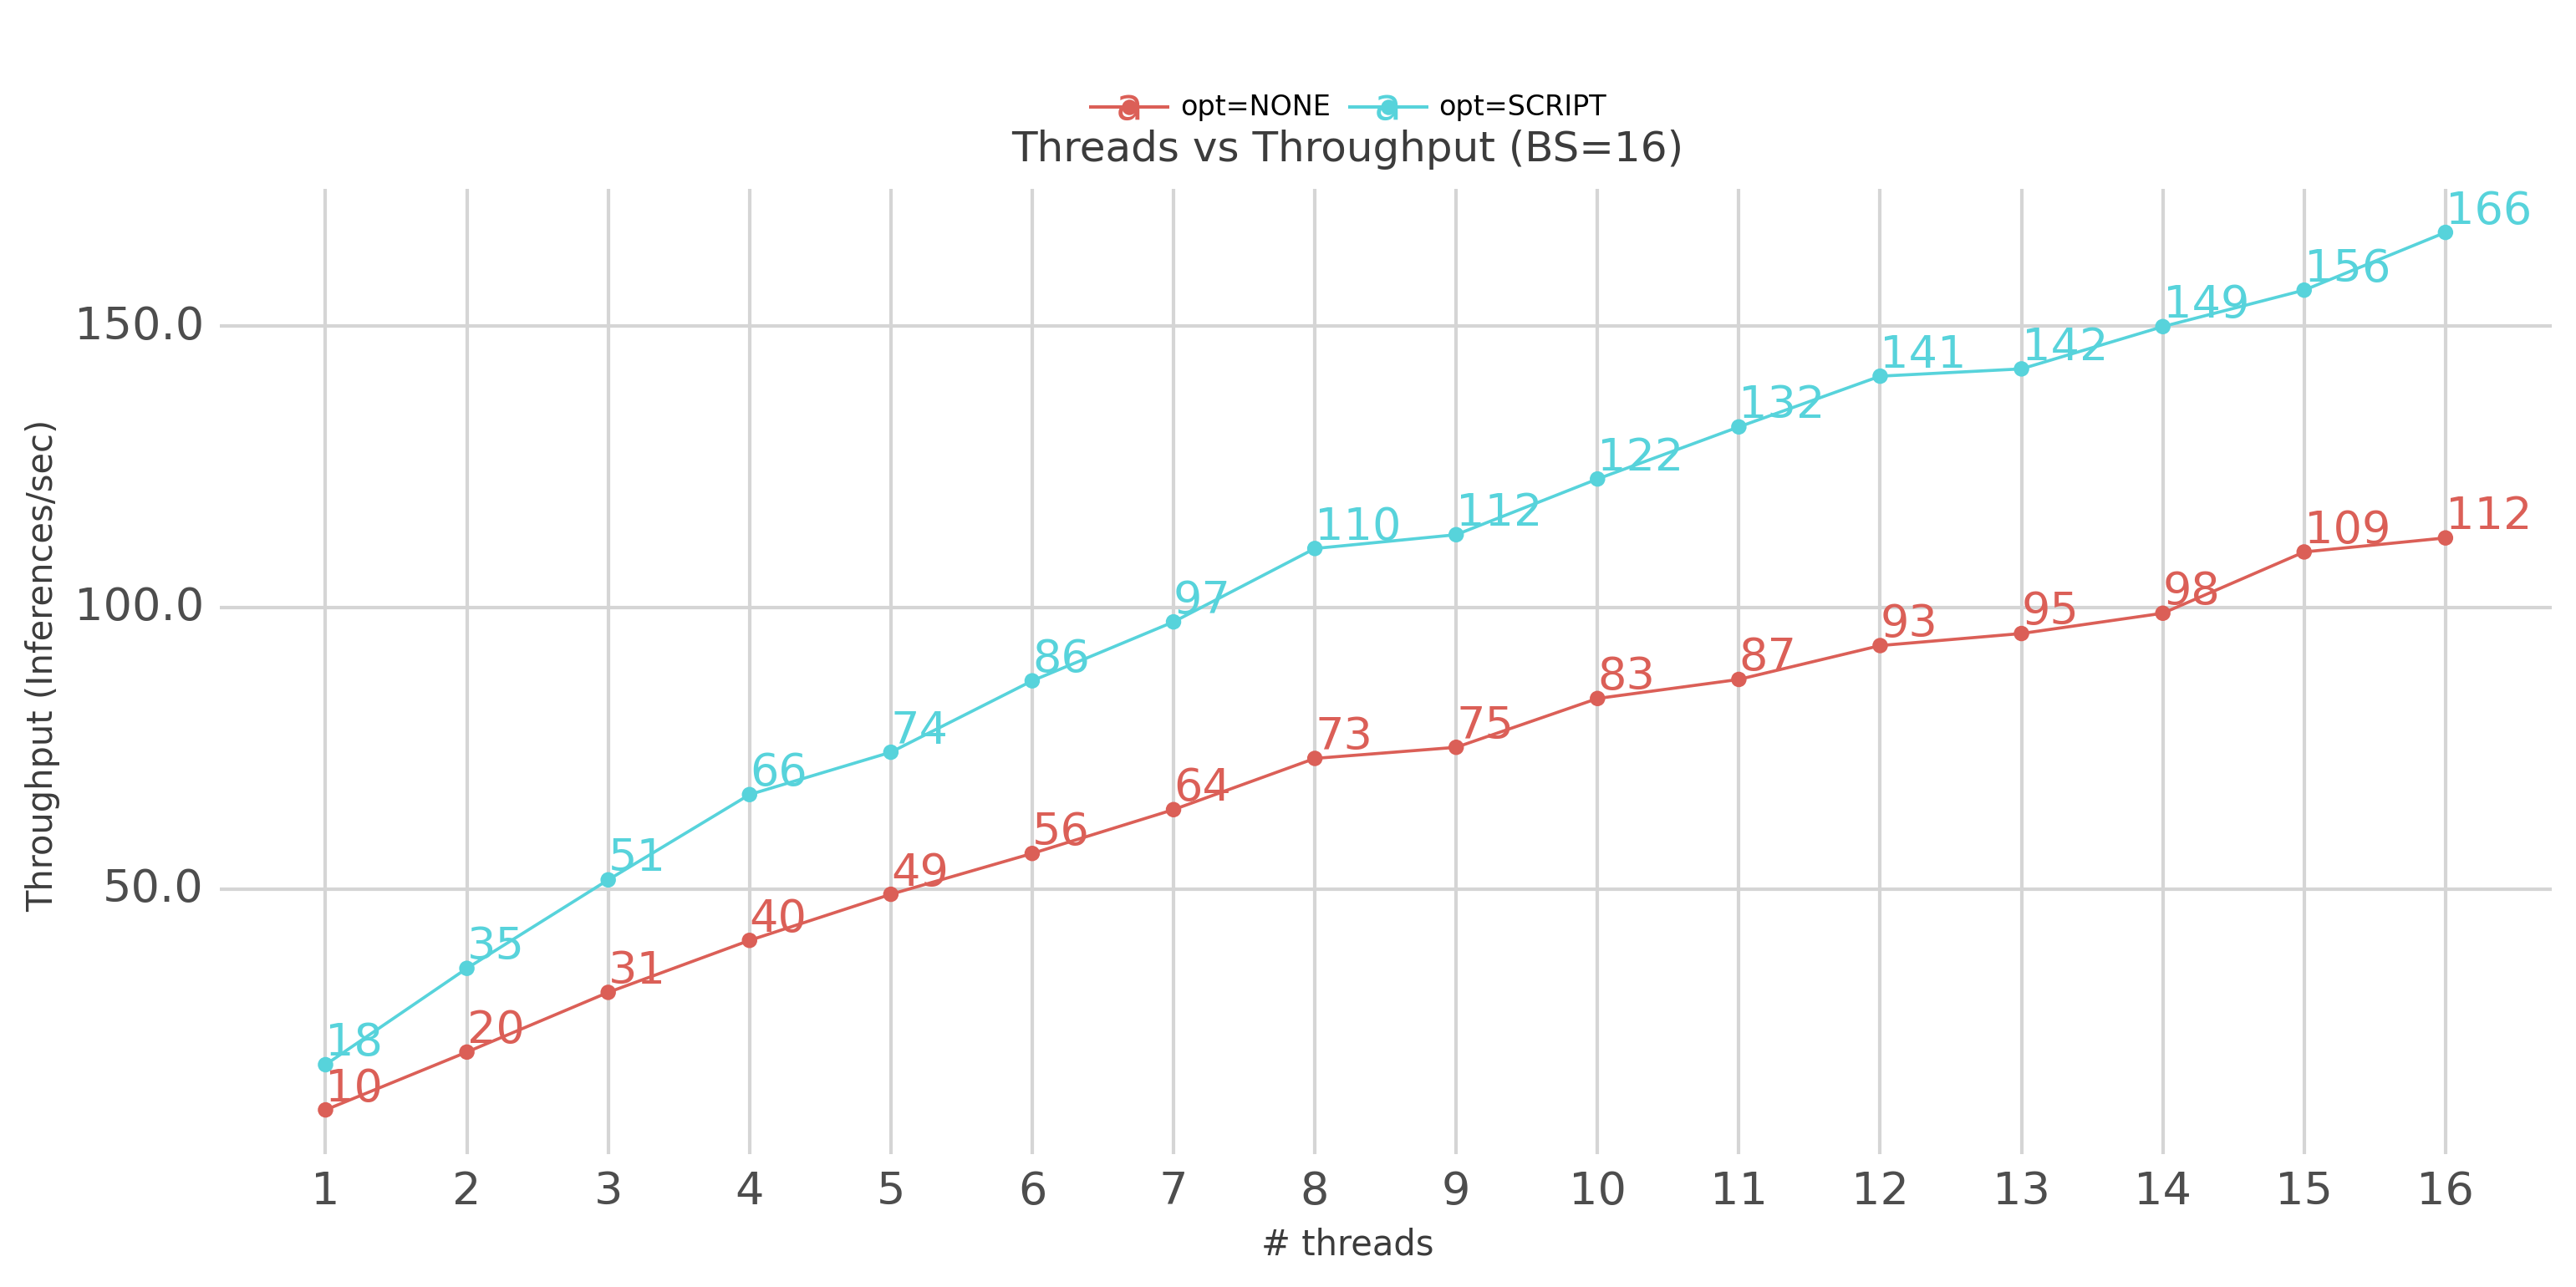 a opt=NONE a opt=SCRIPT
Threads vs Throughput (BS=16)
Throughput (Inferences/sec)
150.0
100.0
50.0
18 35 51 66 74 86 97 110 112 122 132 141 142 149 156 166
10 20 31 40 49 56 64 73 75 83 87 93 95 98 109 112
1 2 3 4 5 6 7 8 9 10 11 12 13 14 15 16
# threads